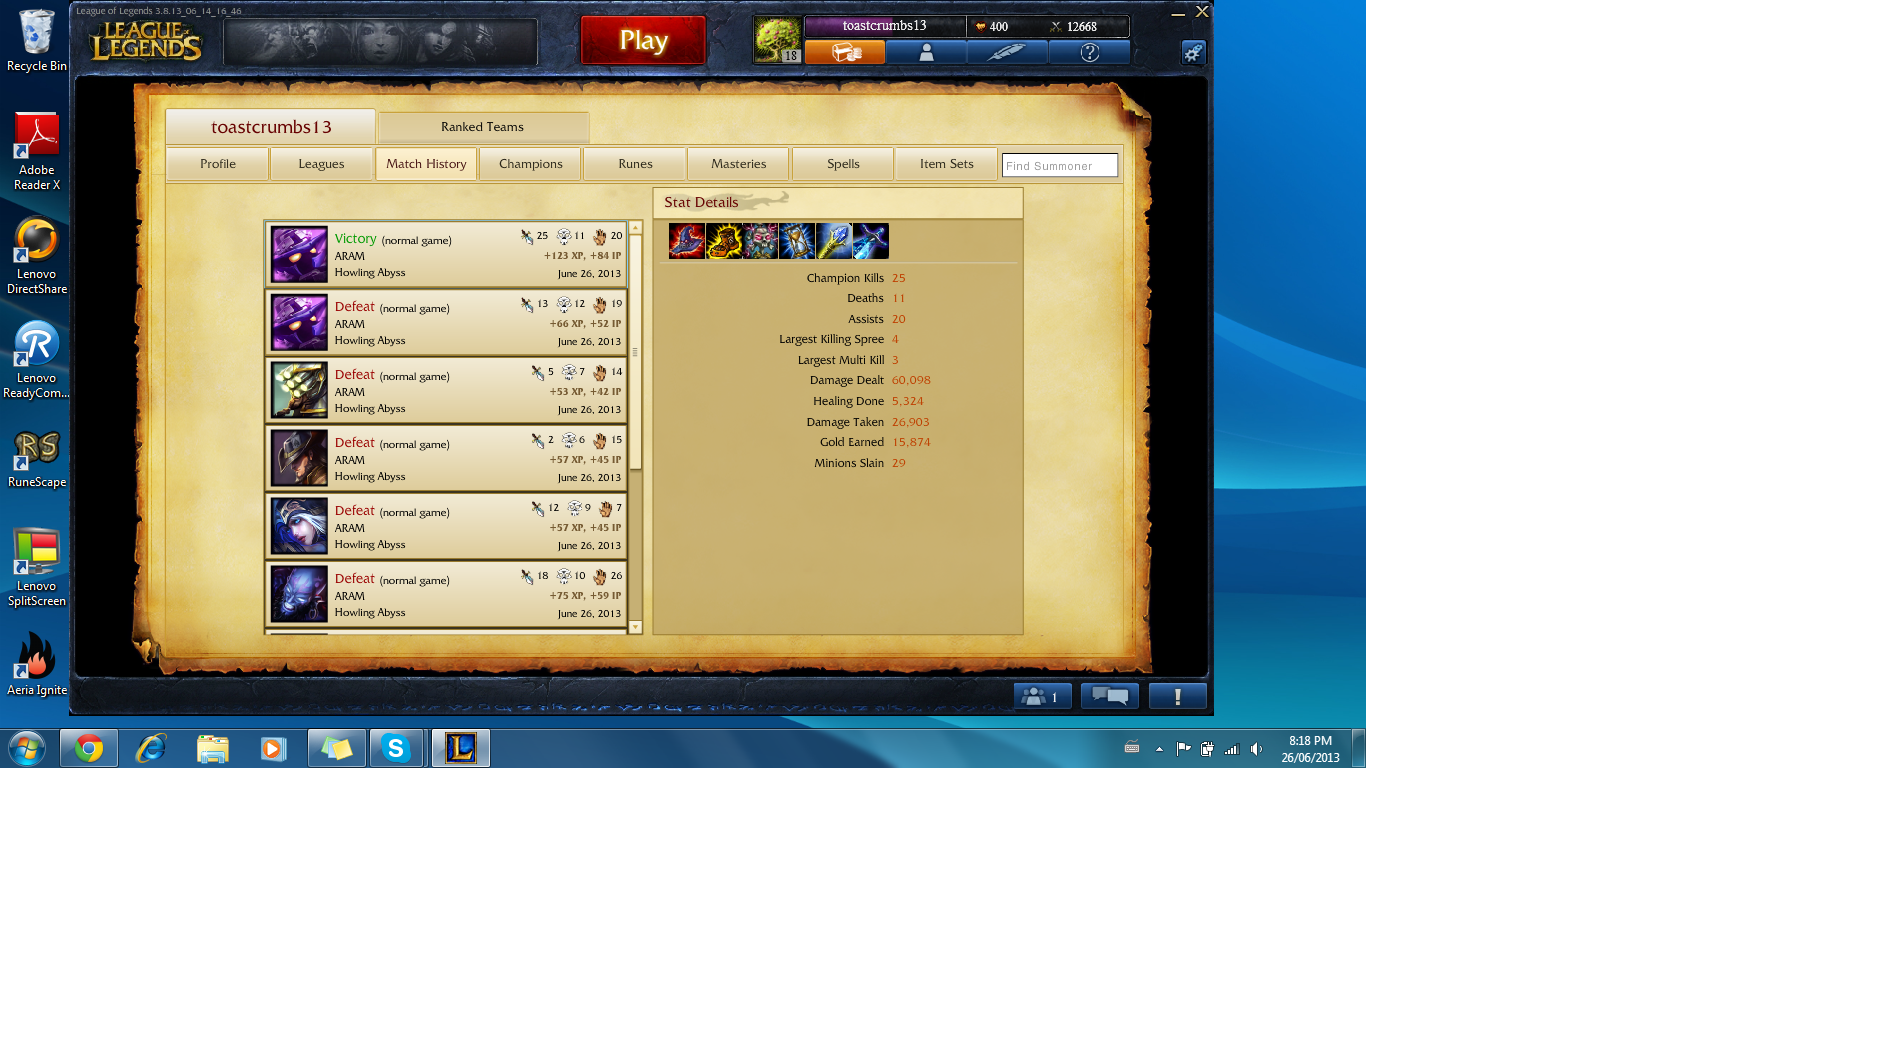 League of Legends 3.8.13_06_14_16_46
Recycle Bin
Adobe
Reader X
Lenovo
DirectShare
Lenovo
ReadyCom...
RuneScape
Lenovo
SplitScreen
Aeria Ignite
LEAGUE of
LEGENDS
Play
18
toastcrumbs13
400
12668
toastcrumbs13
Ranked Teams
Profile
Leagues
Match History
Champions
Runes
Masteries
Spells
Item Sets
Find Summoner
Victory (normal game) 25 11 20
ARAM +123 XP, +84 IP
Howling Abyss June 26, 2013
Defeat (normal game) 13 12 19
ARAM +66 XP, +52 IP
Howling Abyss June 26, 2013
Defeat (normal game) 5 7 14
ARAM +53 XP, +42 IP
Howling Abyss June 26, 2013
Defeat (normal game) 2 6 15
ARAM +57 XP, +45 IP
Howling Abyss June 26, 2013
Defeat (normal game) 12 9 7
ARAM +57 XP, +45 IP
Howling Abyss June 26, 2013
Defeat (normal game) 18 10 26
ARAM +75 XP, +59 IP
Howling Abyss June 26, 2013
Stat Details
Champion Kills 25
Deaths 11
Assists 20
Largest Killing Spree 4
Largest Multi Kill 3
Damage Dealt 60,098
Healing Done 5,324
Damage Taken 26,903
Gold Earned 15,874
Minions Slain 29
1
8:18 PM
26/06/2013